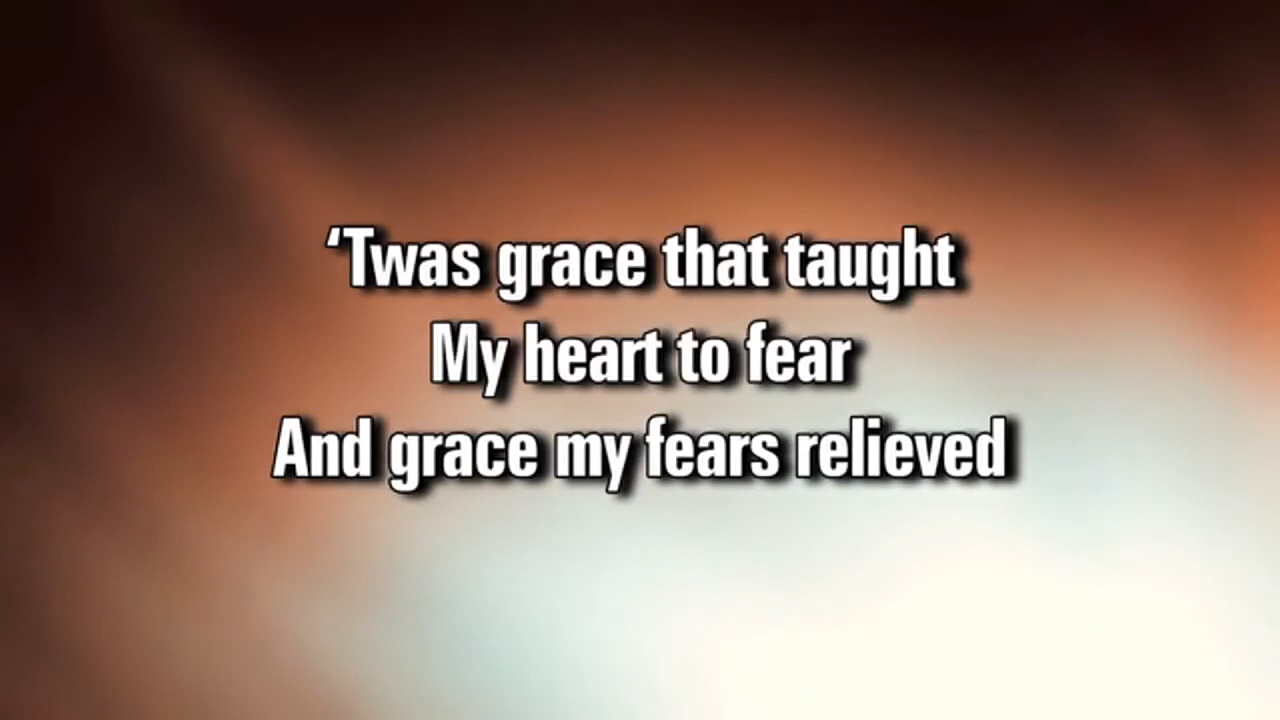 ‘Twas grace that taught
My heart to fear
And grace my fears relieved